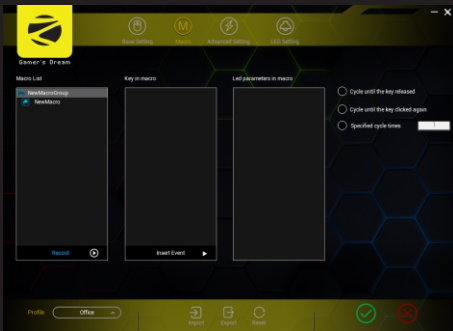 Base Setting
Macro
Advanced Setting
LED Setting
Gamer's Dream
Macro List
Key in macro
Led parameters in macro
NewMacroGroup
NewMacro
Cycle until the key released
Cycle until the key clicked again
Specified cycle times
Record
Insert Event
Profile
Office
Import
Export
Reset